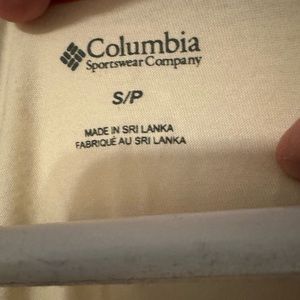 Columbia
Sportswear Company
S/P
MADE IN SRI LANKA
FABRIQUÉ AU SRI LANKA